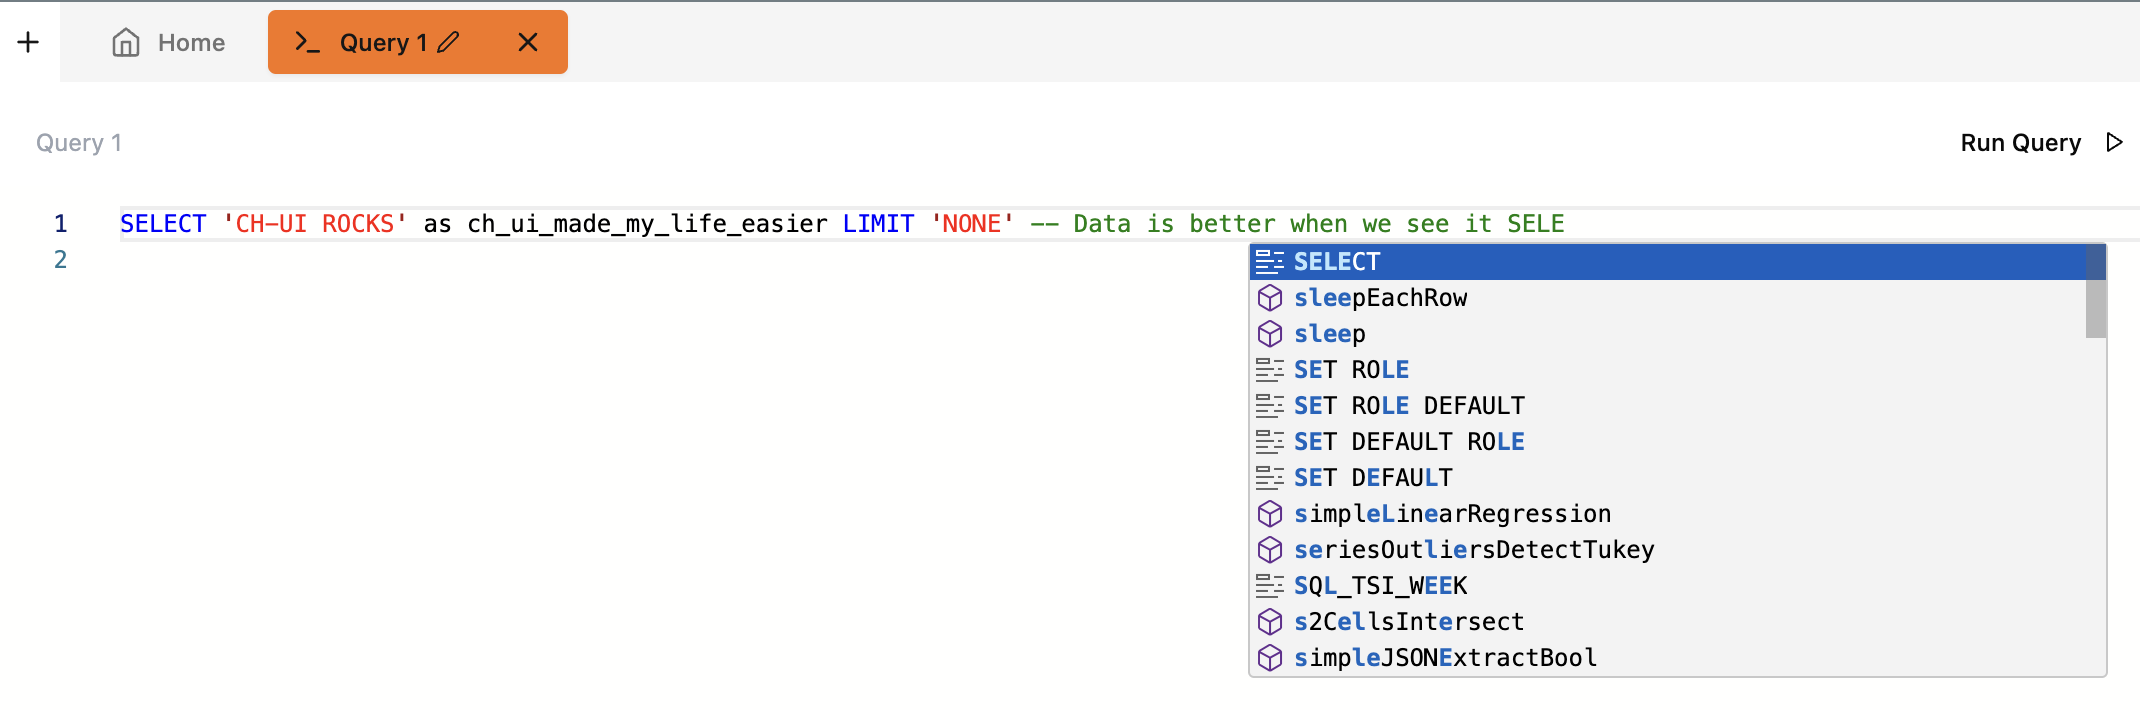 Home
Query 1
Query 1
Run Query
1 SELECT 'CH-UI ROCKS' as ch_ui_made_my_life_easier LIMIT 'NONE' -- Data is better when we see it SELE
2
SELECT
sleepEachRow
sleep
SET ROLE
SET ROLE DEFAULT
SET DEFAULT ROLE
SET DEFAULT
simpleLinearRegression
seriesOutliersDetectTukey
SQL_TSI_WEEK
s2CellsIntersect
simpleJSONExtractBool